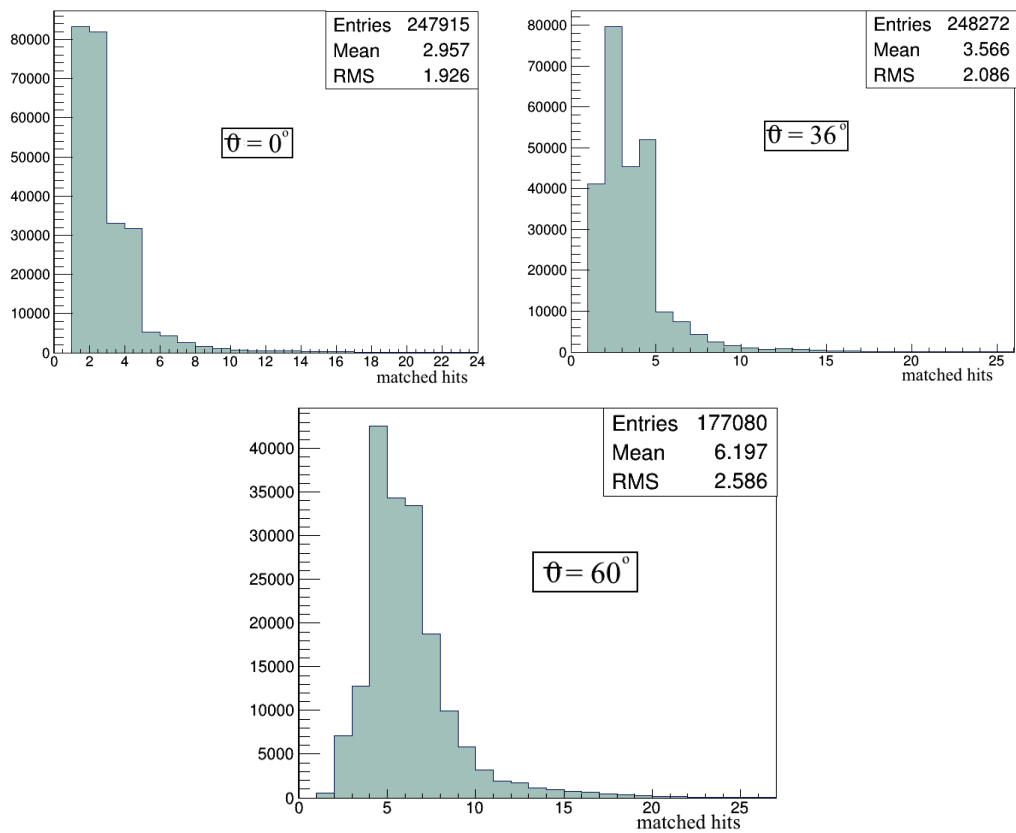 Entries 247915
Mean 2.957
RMS 1.926
80000
70000
60000
50000
40000
30000
20000
10000
0
θ = 0°
0 2 4 6 8 10 12 14 16 18 20 22 24
matched hits
Entries 248272
Mean 3.566
RMS 2.086
80000
70000
60000
50000
40000
30000
20000
10000
0
θ = 36°
0 5 10 15 20 25
matched hits
Entries 177080
Mean 6.197
RMS 2.586
40000
35000
30000
25000
20000
15000
10000
5000
0
θ = 60°
0 5 10 15 20 25
matched hits